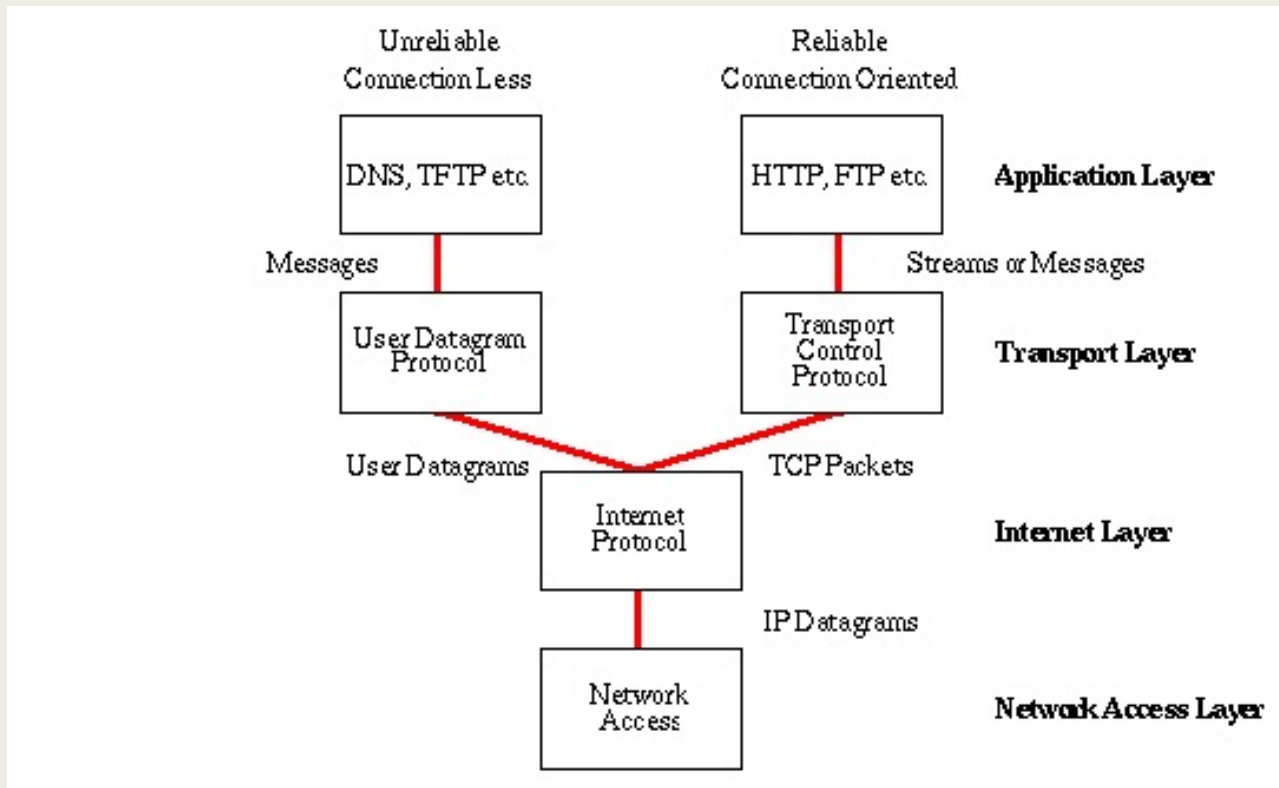 Unreliable
Connection Less
Reliable
Connection Oriented
DNS, TFTP etc.
HTTP, FTP etc.
Application Layer
Messages
Streams or Messages
User Datagram
Protocol
Transport
Control
Protocol
Transport Layer
User Datagrams
TCP Packets
Internet
Protocol
Internet Layer
IP Datagrams
Network
Access
Network Access Layer